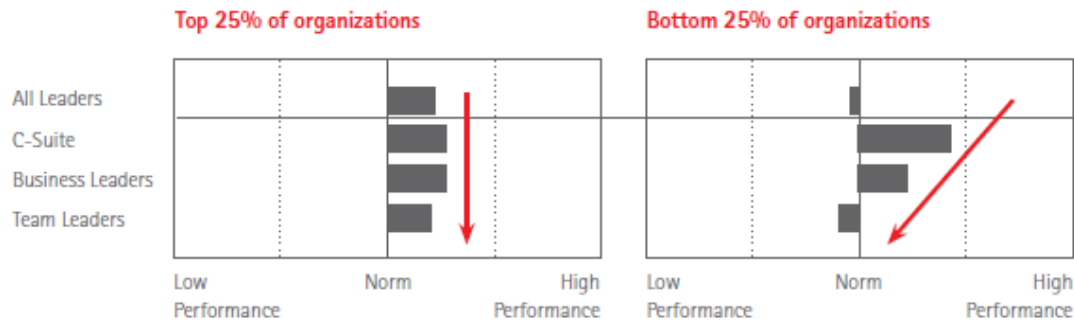 Top 25% of organizations
Bottom 25% of organizations
All Leaders
C-Suite
Business Leaders
Team Leaders
Low Performance
Norm
High Performance
Low Performance
Norm
High Performance